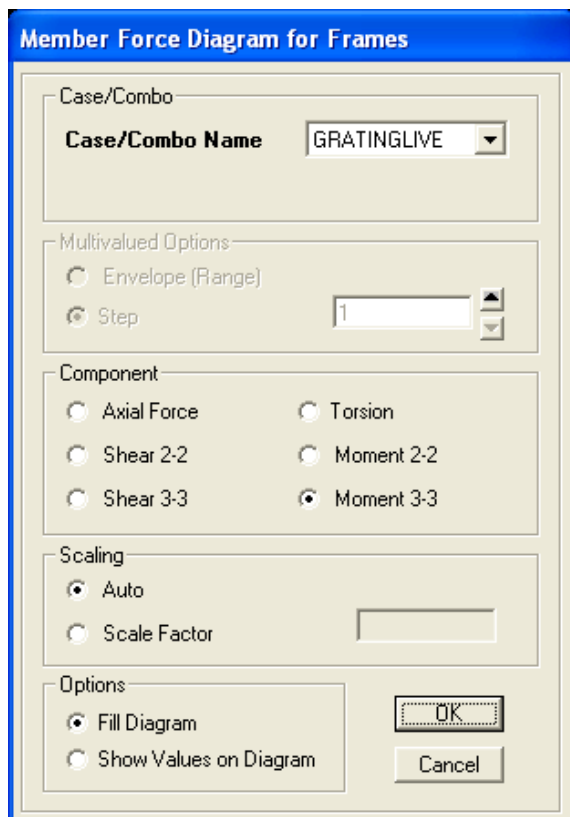 Member Force Diagram for Frames
Case/Combo
Case/Combo Name GRATINGLIVE
Multivalued Options
Envelope (Range)
Step 1
Component
Axial Force Torsion
Shear 2-2 Moment 2-2
Shear 3-3 Moment 3-3
Scaling
Auto
Scale Factor
Options
Fill Diagram OK
Show Values on Diagram Cancel